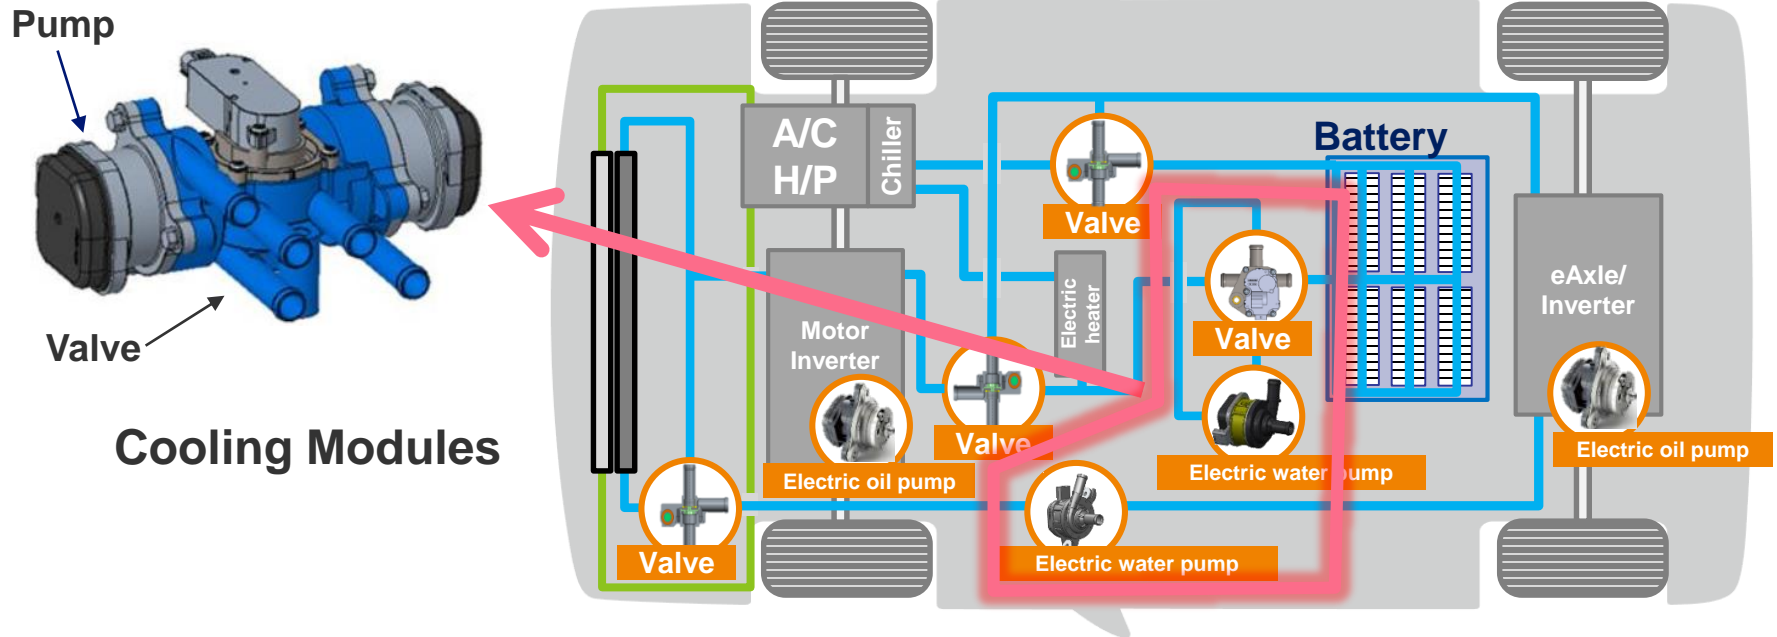 Pump
Valve
Cooling Modules
A/C
H/P
Chiller
Valve
Battery
Electric
heater
Valve
eAxle/
Inverter
Motor
Inverter
Valve
Electric oil pump
Electric water pump
Electric oil pump
Valve
Electric water pump